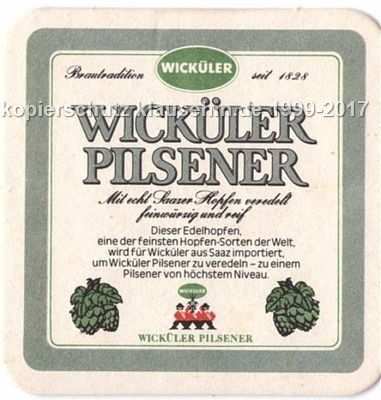 WICKÜLER
Brautradition seit 1828
kopierschutz klausehm.de 1999-2017
WICKÜLER
PILSENER
Mit echt Saazer Hopfen veredelt
feinwürzig und reif
Dieser Edelhopfen,
eine der feinsten Hopfen-Sorten der Welt,
wird für Wicküler aus Saaz importiert,
um Wicküler Pilsener zu veredeln – zu einem
Pilsener von höchstem Niveau.
WICKÜLER
WICKÜLER PILSENER